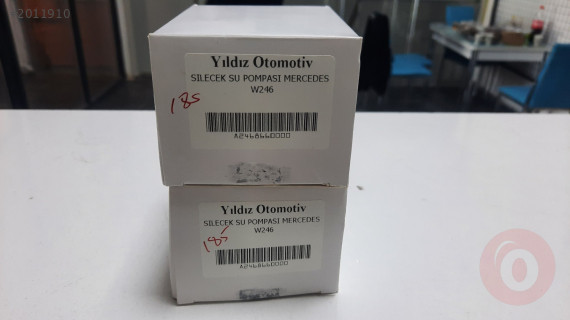 2011910
Yıldız Otomotiv
SILECEK SU POMPASI MERCEDES
W246
185
A2468660000
Yıldız Otomotiv
SILECEK SU POMPASI MERCEDES
W246
185
A2468660000